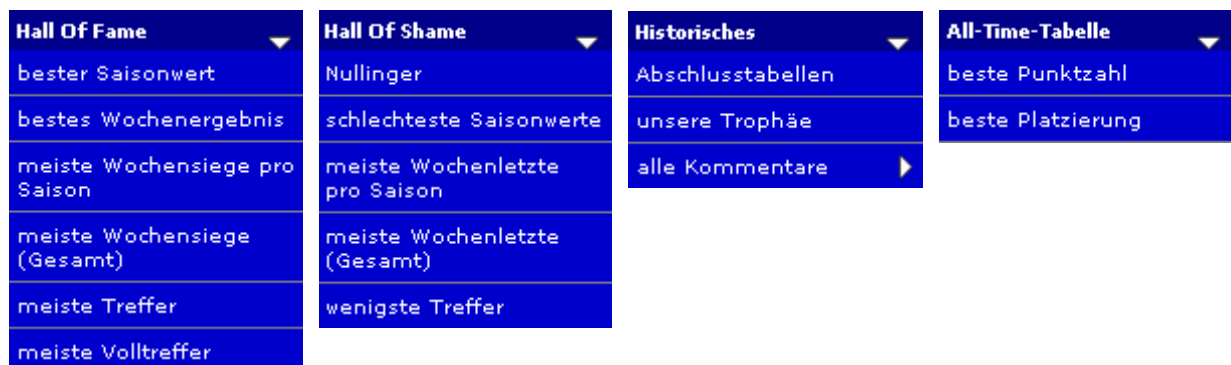 Hall Of Fame
bester Saisonwert
bestes Wochenergebnis
meiste Wochensiege pro
Saison
meiste Wochensiege
(Gesamt)
meiste Treffer
meiste Volltreffer
Hall Of Shame
Nullinger
schlechteste Saisonwerte
meiste Wochenletzte
pro Saison
meiste Wochenletzte
(Gesamt)
wenigste Treffer
Historisches
Abschlusstabellen
unsere Trophäe
alle Kommentare
All-Time-Tabelle
beste Punktzahl
beste Platzierung